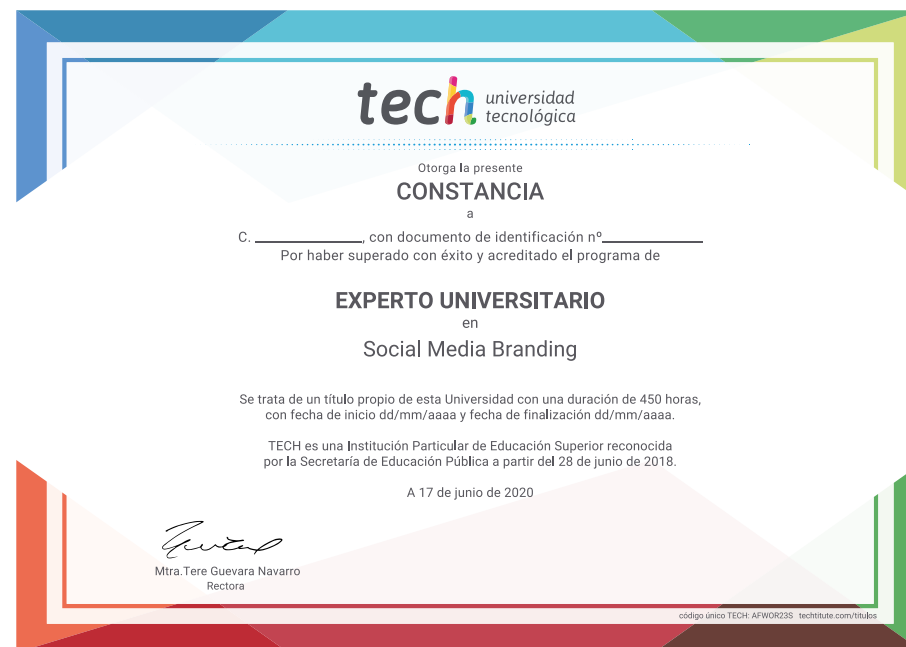 tech universidad
tecnológica
Otorga la presente
CONSTANCIA
a
C. ____________, con documento de identificación nº____________
Por haber superado con éxito y acreditado el programa de
EXPERTO UNIVERSITARIO
en
Social Media Branding
Se trata de un título propio de esta Universidad con una duración de 450 horas,
con fecha de inicio dd/mm/aaaa y fecha de finalización dd/mm/aaaa.
TECH es una Institución Particular de Educación Superior reconocida
por la Secretaría de Educación Pública a partir del 28 de junio de 2018.
A 17 de junio de 2020
Mtra.Tere Guevara Navarro
Rectora
código único TECH: AFWOR23S techtitute.com/titulos